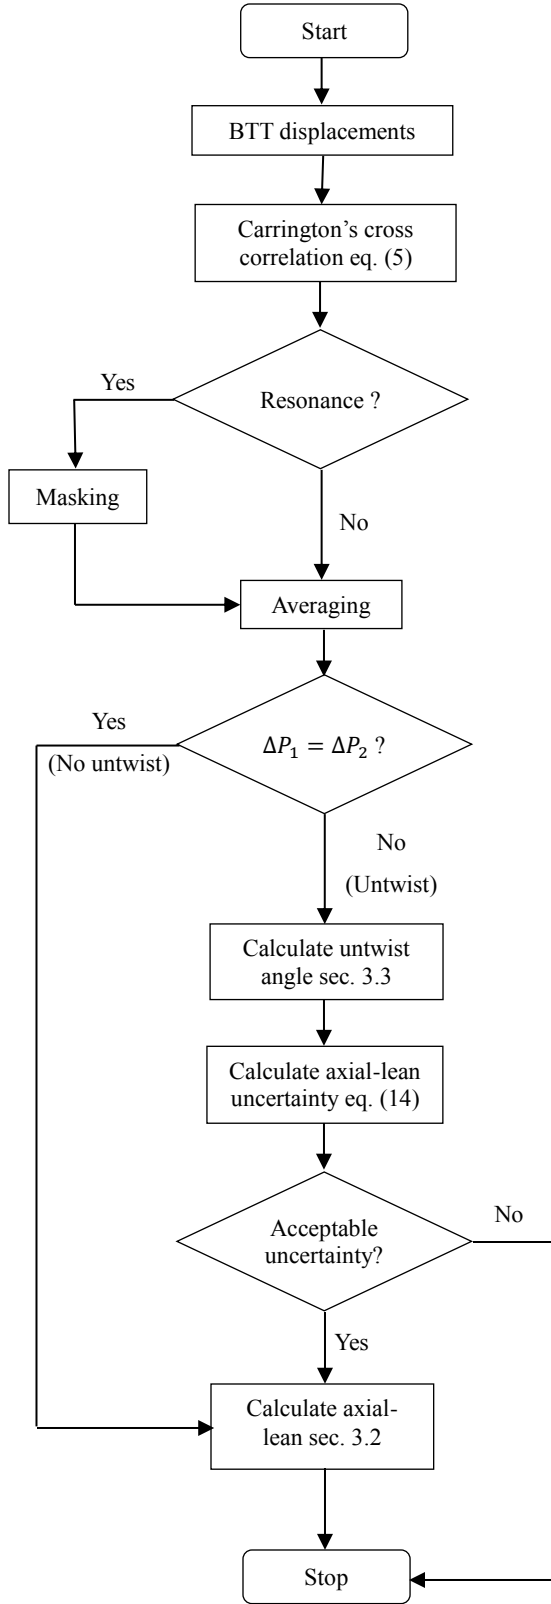 Start
BTT displacements
Carrington’s cross
correlation eq. (5)
Yes
Resonance ?
Masking
No
Averaging
Yes
(No untwist)
ΔP₁ = ΔP₂ ?
No
(Untwist)
Calculate untwist
angle sec. 3.3
Calculate axial-lean
uncertainty eq. (14)
No
Acceptable
uncertainty?
Yes
Calculate axial-
lean sec. 3.2
Stop